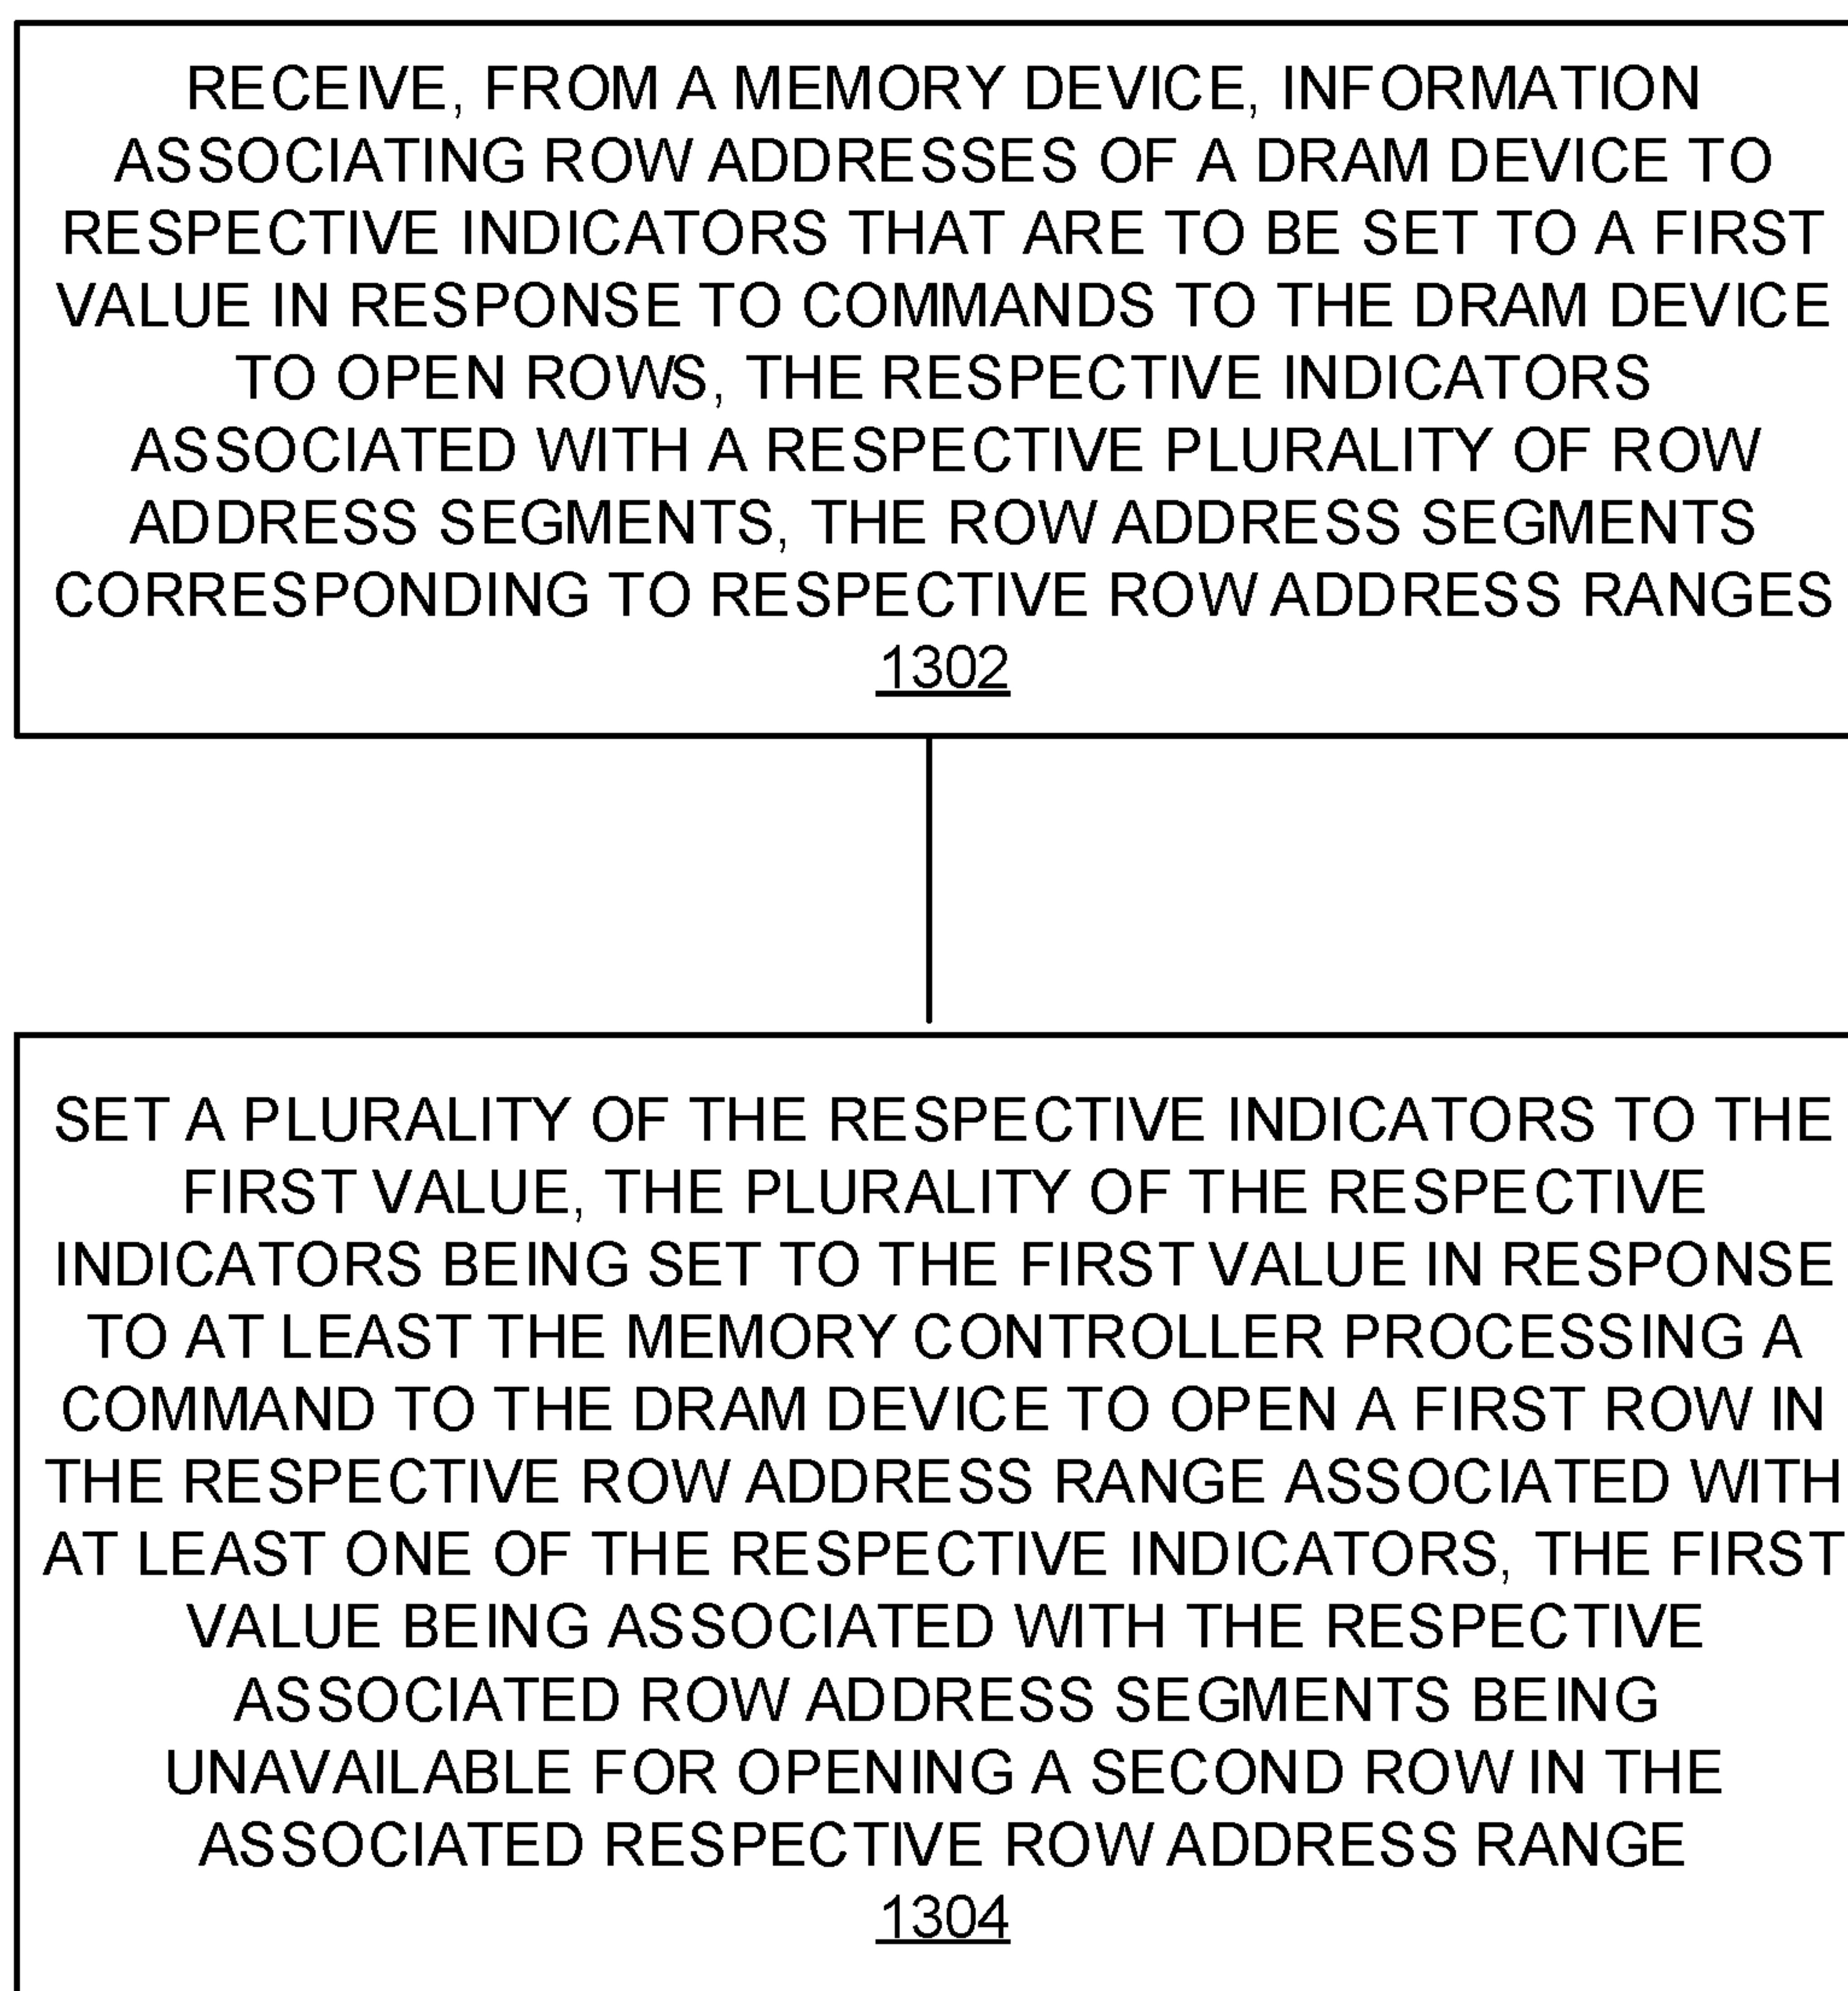 RECEIVE, FROM A MEMORY DEVICE, INFORMATION
ASSOCIATING ROW ADDRESSES OF A DRAM DEVICE TO
RESPECTIVE INDICATORS THAT ARE TO BE SET TO A FIRST
VALUE IN RESPONSE TO COMMANDS TO THE DRAM DEVICE
TO OPEN ROWS, THE RESPECTIVE INDICATORS
ASSOCIATED WITH A RESPECTIVE PLURALITY OF ROW
ADDRESS SEGMENTS, THE ROW ADDRESS SEGMENTS
CORRESPONDING TO RESPECTIVE ROW ADDRESS RANGES
1302
SET A PLURALITY OF THE RESPECTIVE INDICATORS TO THE
FIRST VALUE, THE PLURALITY OF THE RESPECTIVE
INDICATORS BEING SET TO THE FIRST VALUE IN RESPONSE
TO AT LEAST THE MEMORY CONTROLLER PROCESSING A
COMMAND TO THE DRAM DEVICE TO OPEN A FIRST ROW IN
THE RESPECTIVE ROW ADDRESS RANGE ASSOCIATED WITH
AT LEAST ONE OF THE RESPECTIVE INDICATORS, THE FIRST
VALUE BEING ASSOCIATED WITH THE RESPECTIVE
ASSOCIATED ROW ADDRESS SEGMENTS BEING
UNAVAILABLE FOR OPENING A SECOND ROW IN THE
ASSOCIATED RESPECTIVE ROW ADDRESS RANGE
1304